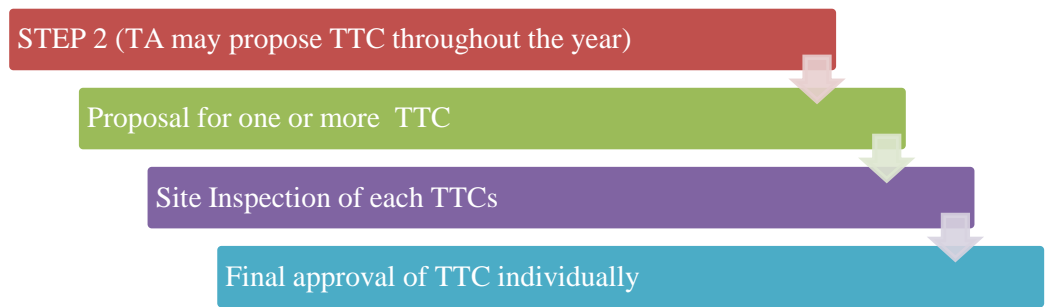 STEP 2 (TA may propose TTC throughout the year)
Proposal for one or more  TTC
Site Inspection of each TTCs
Final approval of TTC individually